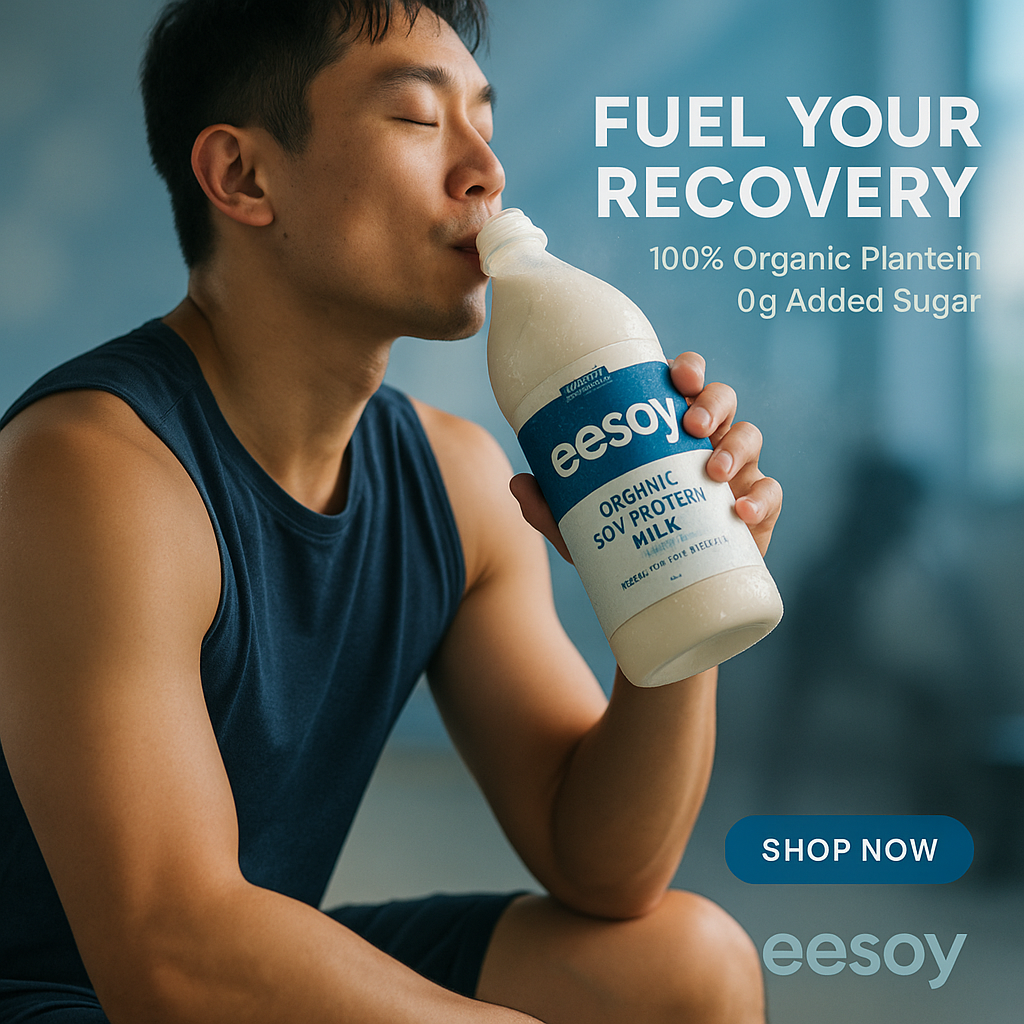 FUEL YOUR
RECOVERY
100% Organic Plantein
0g Added Sugar
eesoy
ORGHNIC
SOV PROTERN
MILK
SHOP NOW
eesoy